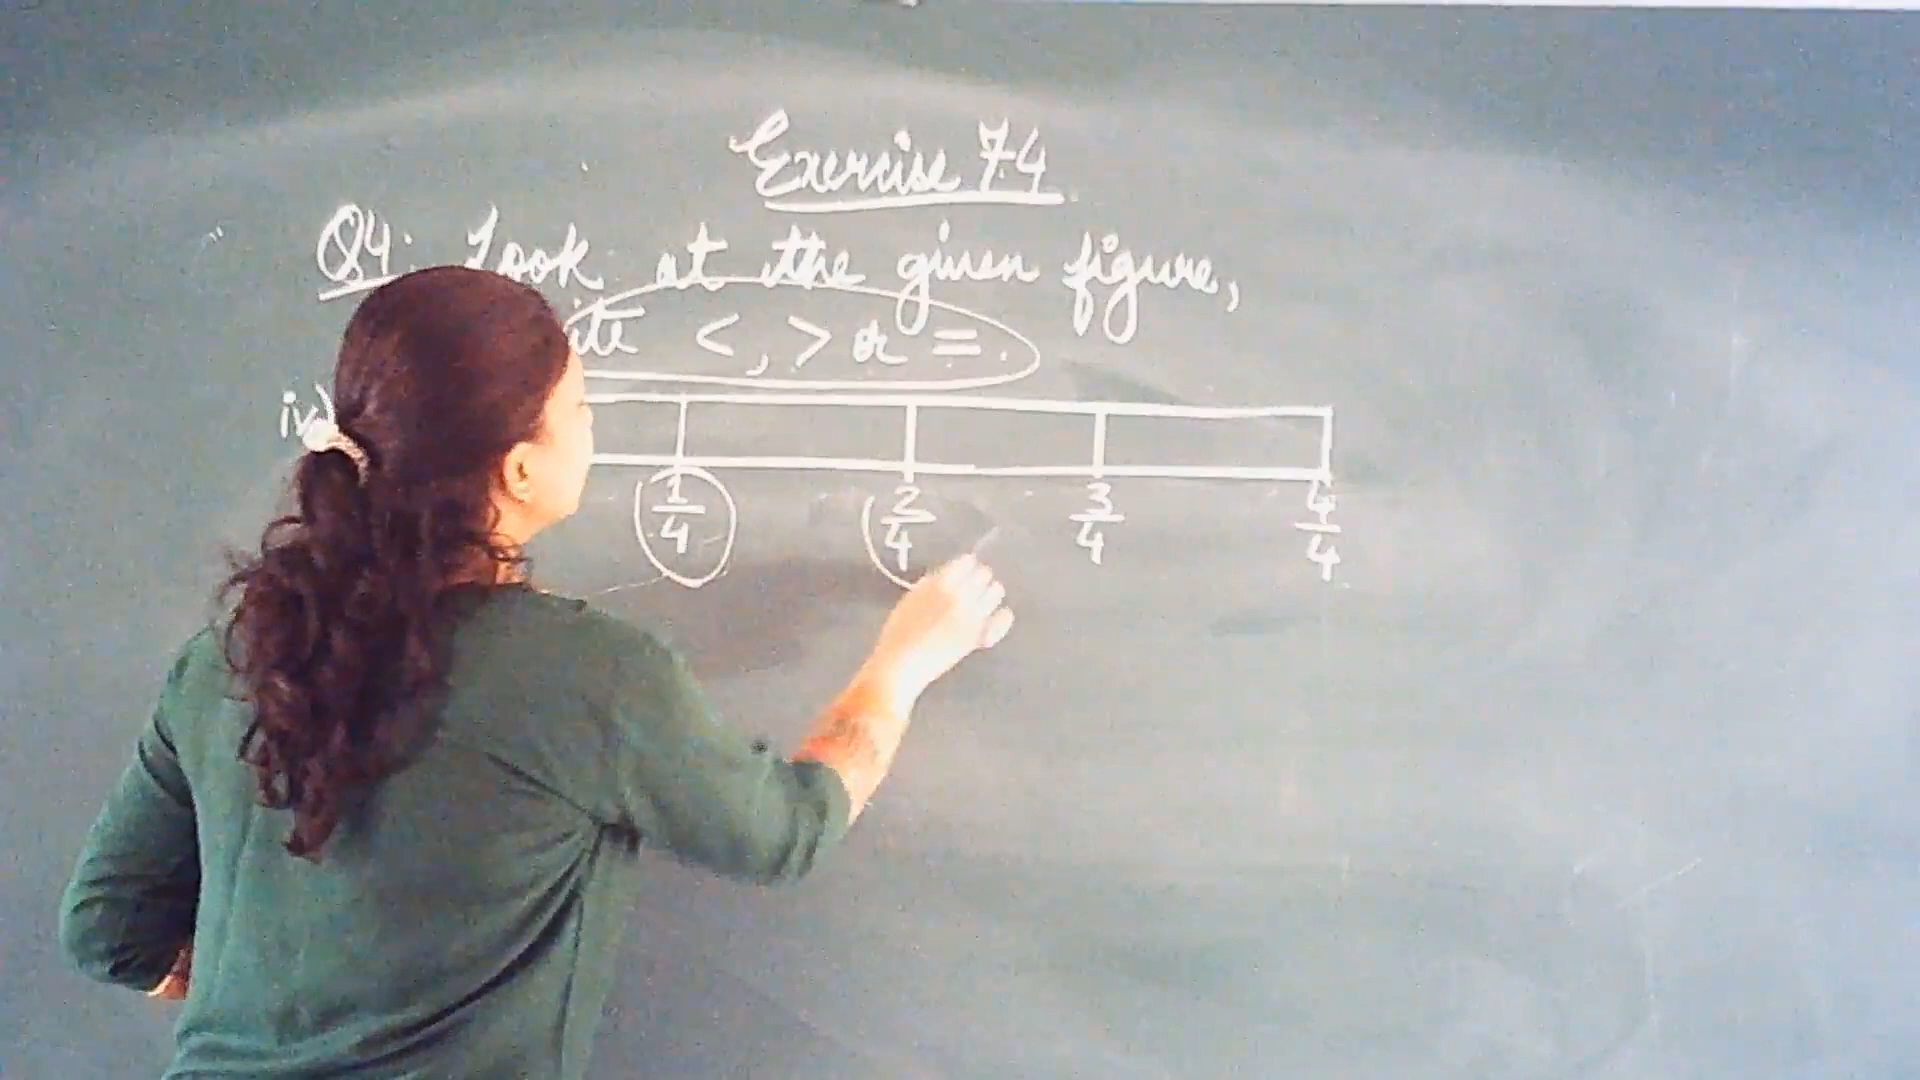 Exercise 7.4
Q4. Look at the given figure,
<, > or =.
iv)
1/4 2/4 3/4 4/4